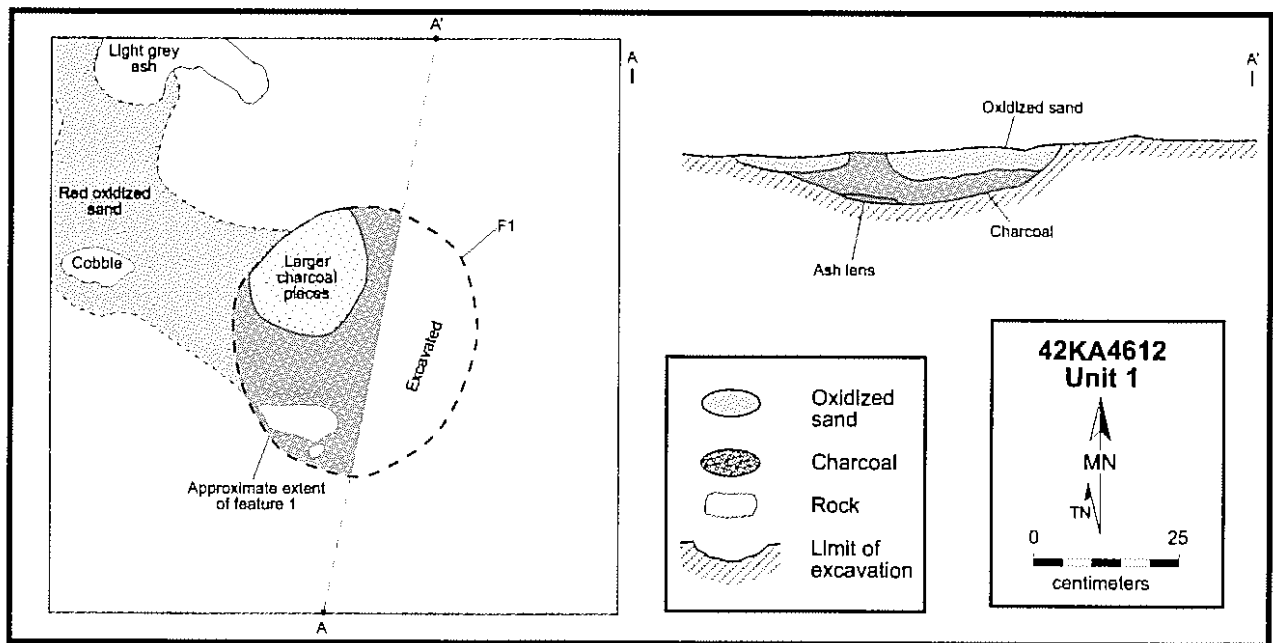 A'
Light grey
ash
Red oxidized
sand
Cobble
Larger
charcoal
pieces
F1
Excavated
Approximate extent
of feature 1
A
A
A'
Oxidized sand
Ash lens
Charcoal
Oxidized
sand
Charcoal
Rock
Limit of
excavation
42KA4612
Unit 1
MN
TN
0 25
centimeters